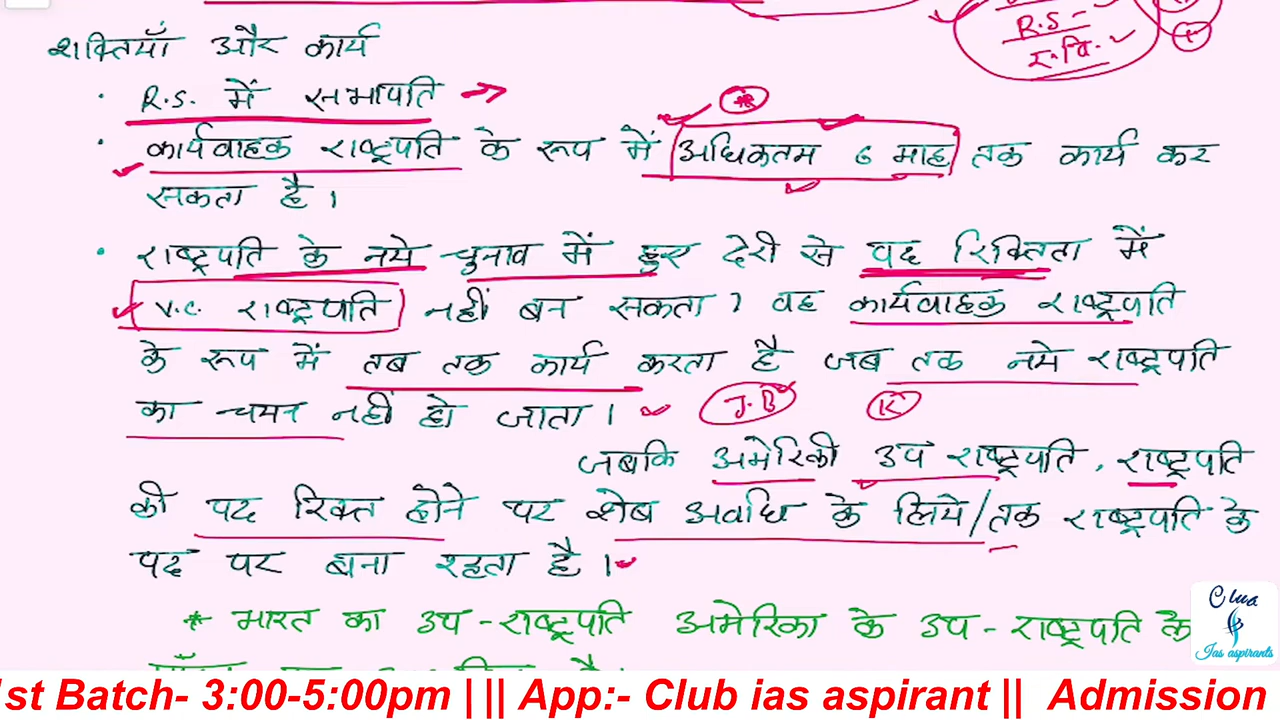 R.S -
शक्तियाँ और कार्य
रा. वि.
• R.S. में सभापति →
• कार्यवाहक राष्ट्रपति के रूप में अधिकतम 6 माह तक कार्य कर
सकता है।
• राष्ट्रपति के नये चुनाव में हुए देरी से पद रिक्तिता में
V.C. राष्ट्रपति नहीं बन सकता, वह कार्यवाहक राष्ट्रपति
के रूप में तब तक कार्य करता है जब तक नये राष्ट्रपति
का चयन नहीं हो जाता।
J.B K
जबकि अमेरिकी उप राष्ट्रपति, राष्ट्रपति
की पद रिक्त होने पर शेष अवधि के लिये/तक राष्ट्रपति के
पद पर बना रहता है।
* भारत का उप-राष्ट्रपति अमेरिका के उप-राष्ट्रपति के
Club
Ias aspirants
1st Batch- 3:00-5:00pm | || App:- Club ias aspirant || Admission